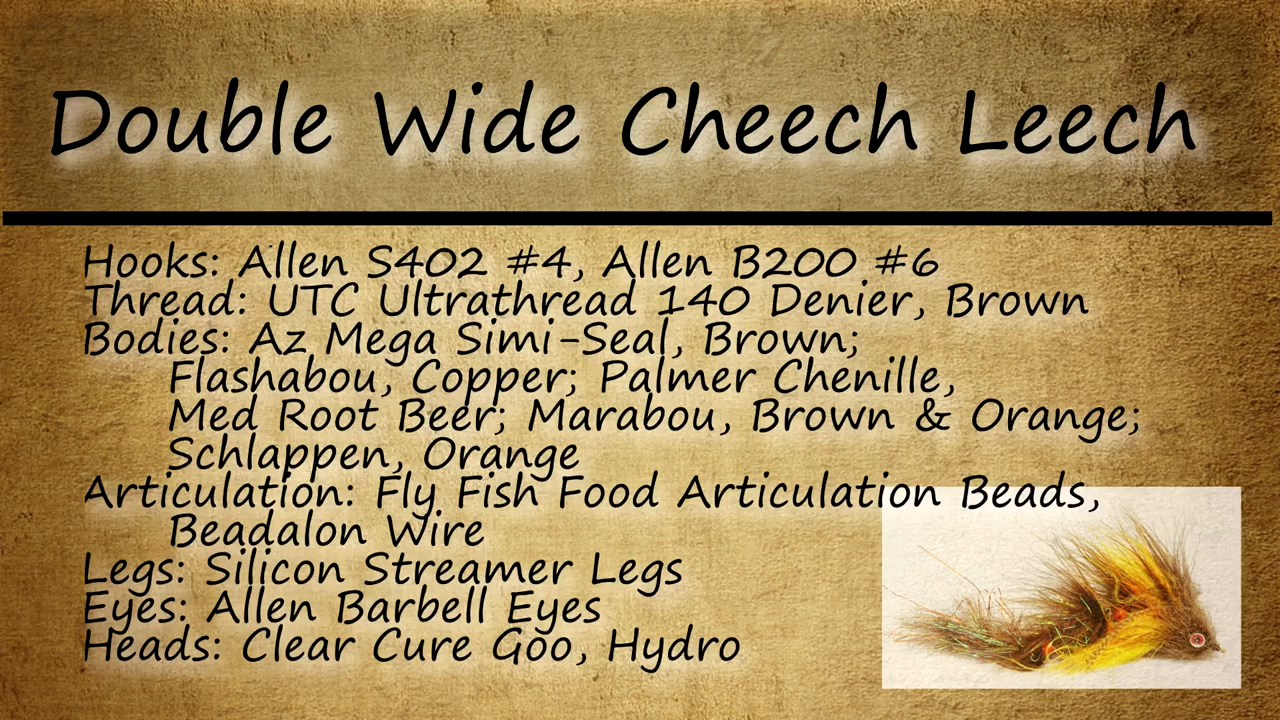 Double Wide Cheech Leech
Hooks: Allen S402 #4, Allen B200 #6
Thread: UTC Ultrathread 140 Denier, Brown
Bodies: Az Mega Simi-Seal, Brown;
Flashabou, Copper; Palmer Chenille,
Med Root Beer; Marabou, Brown & Orange;
Schlappen, Orange
Articulation: Fly Fish Food Articulation Beads,
Beadalon Wire
Legs: Silicon Streamer Legs
Eyes: Allen Barbell Eyes
Heads: Clear Cure Goo, Hydro